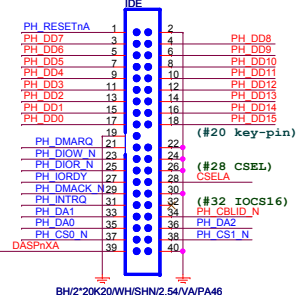 IDE
PH_RESETnA 1 2
PH_DD7 3 4 PH_DD8
PH_DD6 5 6 PH_DD9
PH_DD5 7 8 PH_DD10
PH_DD4 9 10 PH_DD11
PH_DD3 11 12 PH_DD12
PH_DD2 13 14 PH_DD13
PH_DD1 15 16 PH_DD14
PH_DD0 17 18 PH_DD15
19 (#20 key-pin)
PH_DMARQ 21 22
PH_DIOW_N 23 24
PH_DIOR_N 25 26 (#28 CSEL)
PH_IORDY 27 28 CSELA
PH_DMACK_N 29 30
PH_INTRQ 31 32 (#32 IOCS16)
PH_DA1 33 34 PH_CBLID_N
PH_DA0 35 36 PH_DA2
PH_CS0_N 37 38 PH_CS1_N
DASPnXA 39 40
BH/2*20K20/WH/SHN/2.54/VA/PA46